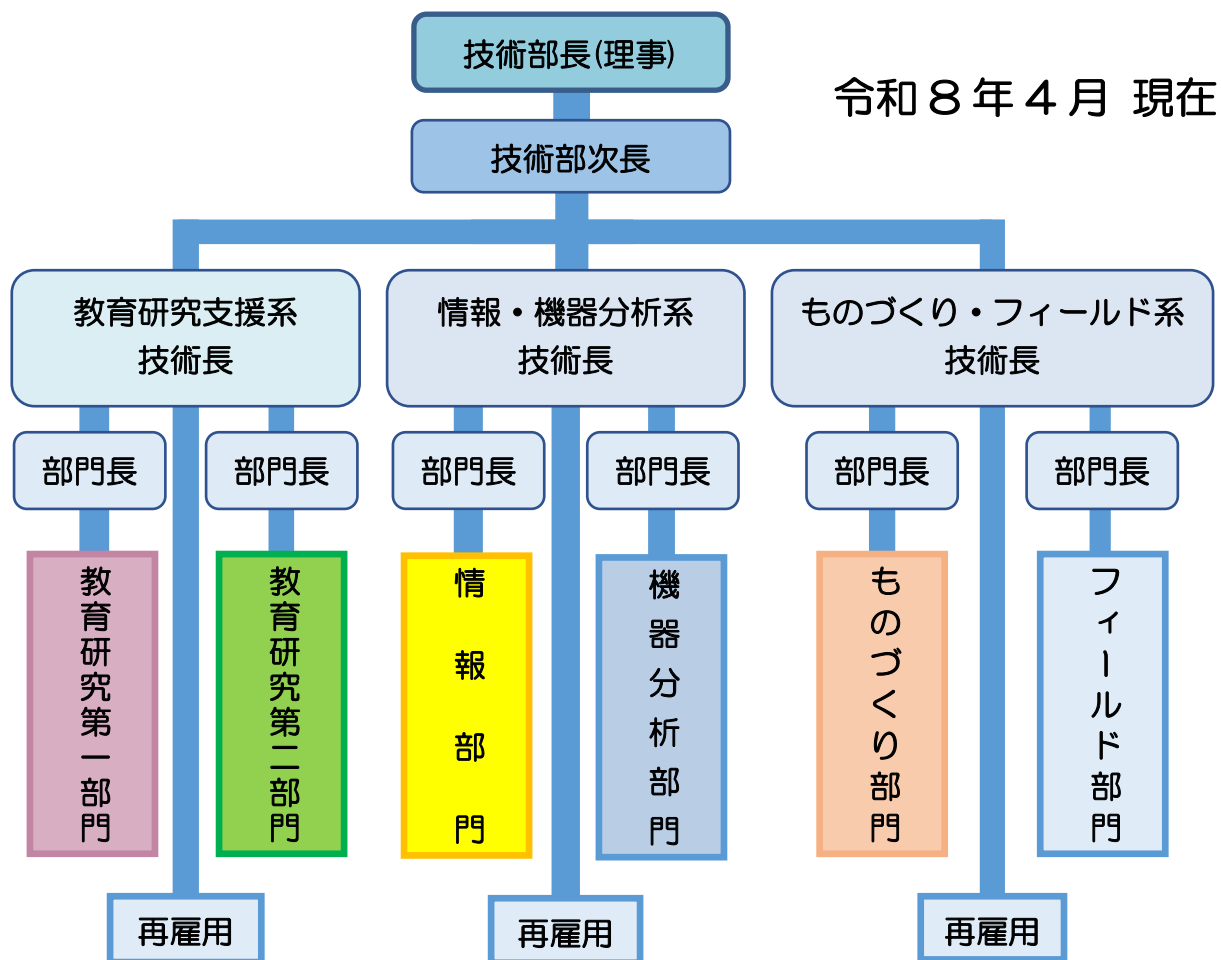 技術部長(理事)
令和８年４月 現在
技術部次長
教育研究支援系
技術長
情報・機器分析系
技術長
ものづくり・フィールド系
技術長
部門長
部門長
部門長
部門長
部門長
部門長
教育研究第一部門
教育研究第二部門
情報部門
機器分析部門
ものづくり部門
フィールド部門
再雇用
再雇用
再雇用